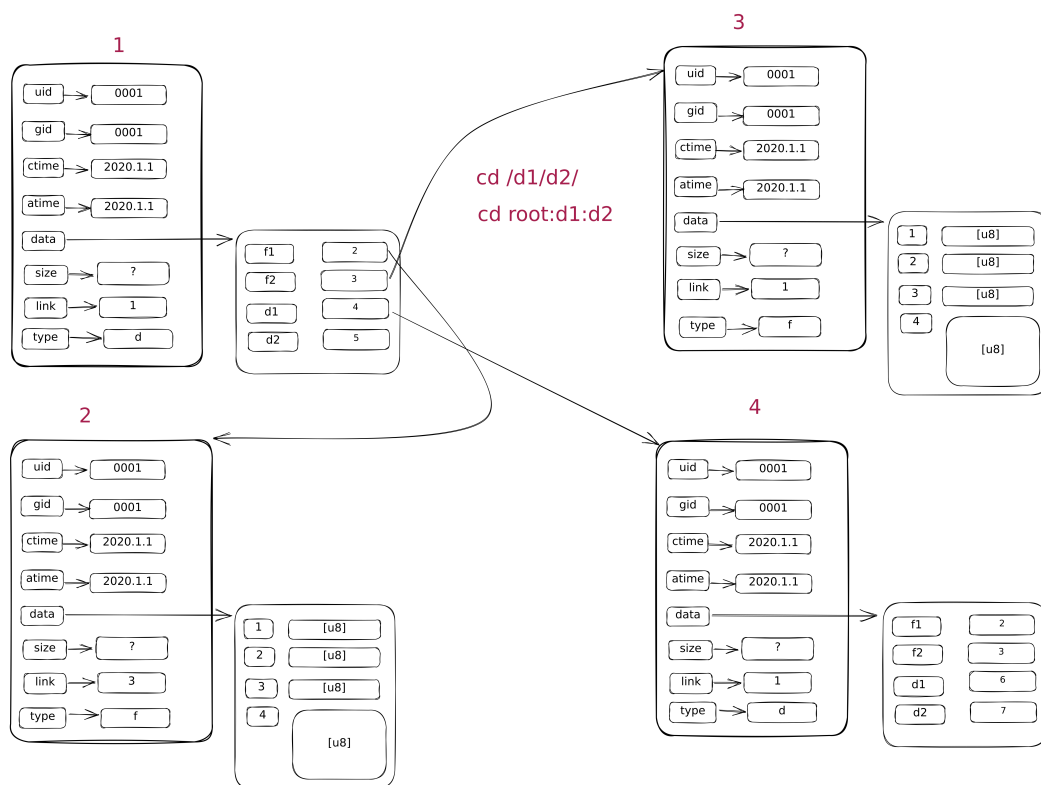 1
uid 0001
gid 0001
ctime 2020.1.1
atime 2020.1.1
data
size ?
link 1
type d
f1 2
f2 3
d1 4
d2 5
cd /d1/d2/
cd root:d1:d2
3
uid 0001
gid 0001
ctime 2020.1.1
atime 2020.1.1
data
size ?
link 1
type f
1 [u8]
2 [u8]
3 [u8]
4 [u8]
2
uid 0001
gid 0001
ctime 2020.1.1
atime 2020.1.1
data
size ?
link 3
type f
1 [u8]
2 [u8]
3 [u8]
4 [u8]
4
uid 0001
gid 0001
ctime 2020.1.1
atime 2020.1.1
data
size ?
link 1
type d
f1 2
f2 3
d1 6
d2 7